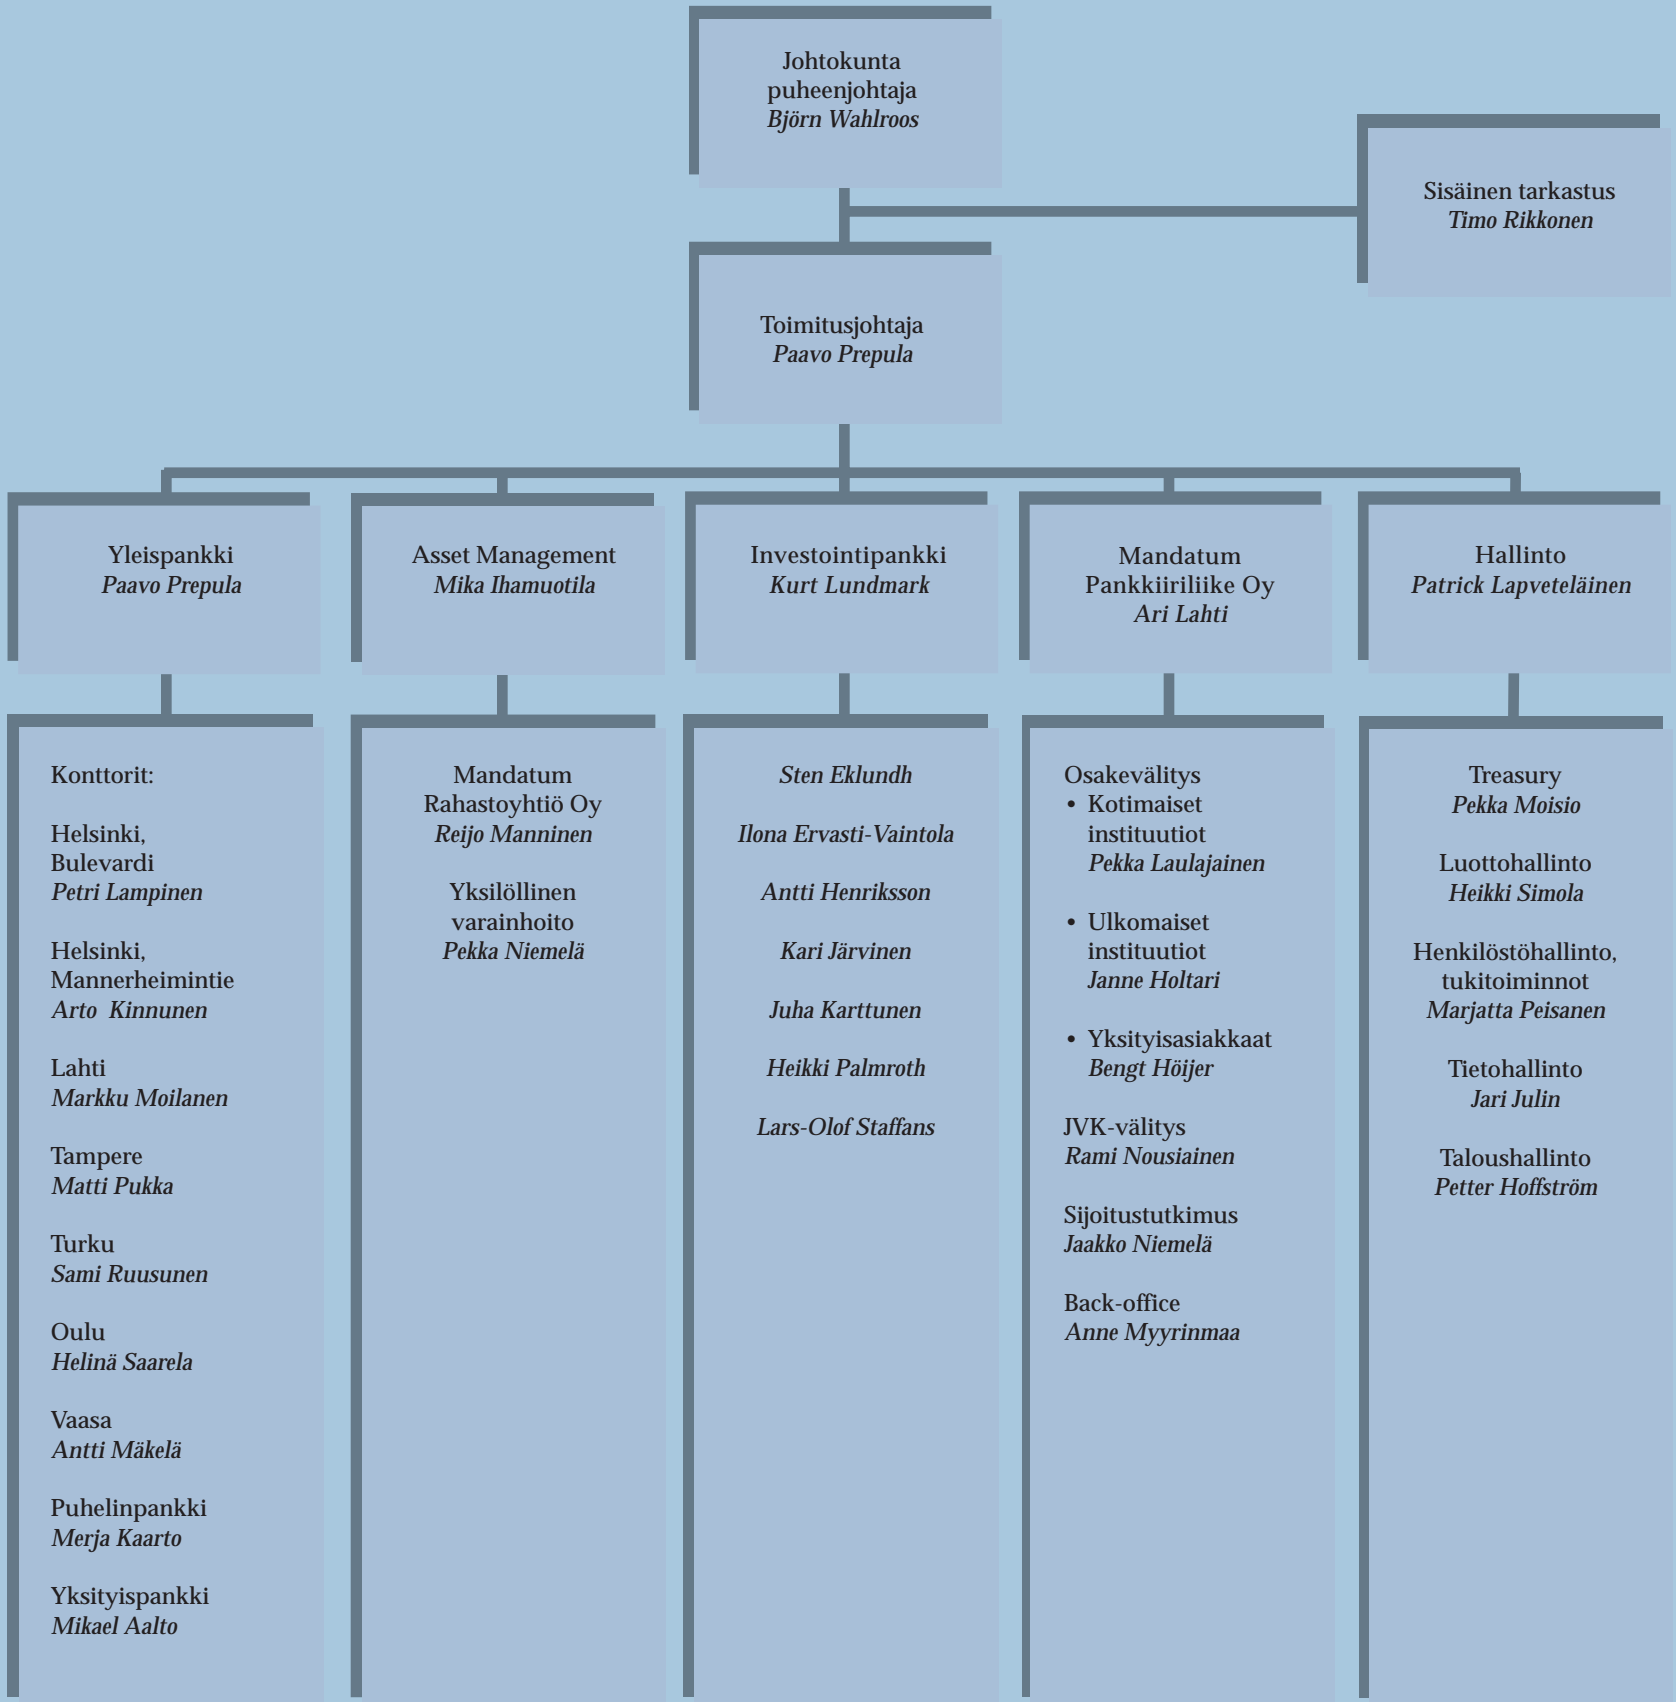 Johtokunta
puheenjohtaja
Björn Wahlroos
Sisäinen tarkastus
Timo Rikkonen
Toimitusjohtaja
Paavo Prepula
Yleispankki
Paavo Prepula
Asset Management
Mika Ihamuotila
Investointipankki
Kurt Lundmark
Mandatum
Pankkiiriliike Oy
Ari Lahti
Hallinto
Patrick Lapveteläinen
Konttorit:
Helsinki,
Bulevardi
Petri Lampinen
Helsinki,
Mannerheimintie
Arto Kinnunen
Lahti
Markku Moilanen
Tampere
Matti Pukka
Turku
Sami Ruusunen
Oulu
Helinä Saarela
Vaasa
Antti Mäkelä
Puhelinpankki
Merja Kaarto
Yksityispankki
Mikael Aalto
Mandatum
Rahastoyhtiö Oy
Reijo Manninen
Yksilöllinen
varainhoito
Pekka Niemelä
Sten Eklundh
Ilona Ervasti-Vaintola
Antti Henriksson
Kari Järvinen
Juha Karttunen
Heikki Palmroth
Lars-Olof Staffans
Osakevälitys
• Kotimaiset
instituutiot
Pekka Laulajainen
• Ulkomaiset
instituutiot
Janne Holtari
• Yksityisasiakkaat
Bengt Höijer
JVK-välitys
Rami Nousiainen
Sijoitustutkimus
Jaakko Niemelä
Back-office
Anne Myyrinmaa
Treasury
Pekka Moisio
Luottohallinto
Heikki Simola
Henkilöstöhallinto,
tukitoiminnot
Marjatta Peisanen
Tietohallinto
Jari Julin
Taloushallinto
Petter Hoffström